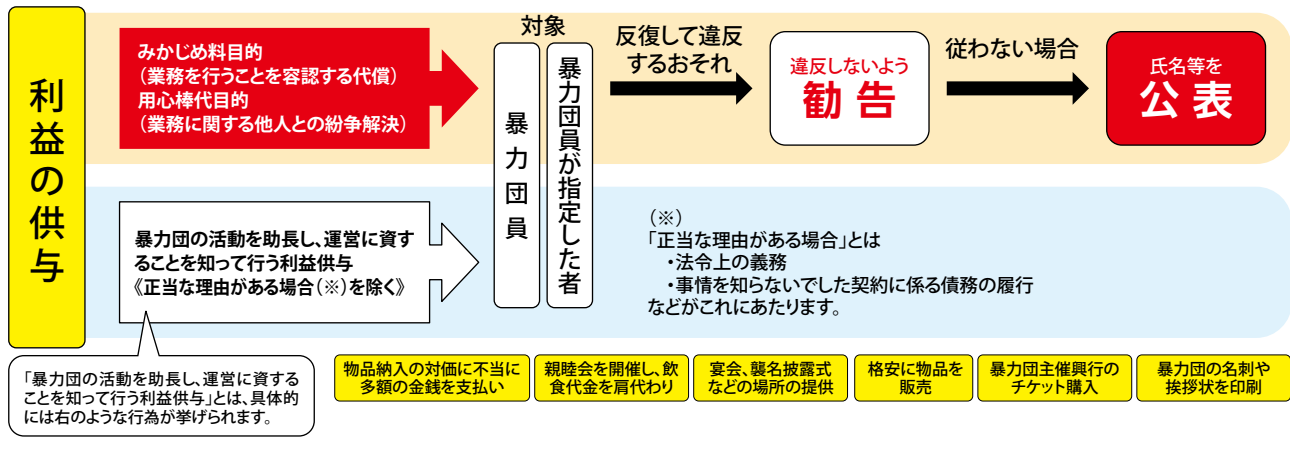 利益の供与
みかじめ料目的
(業務を行うことを容認する代償)
用心棒代目的
(業務に関する他人との紛争解決)
対象
暴力団員
暴力団員が指定した者
反復して違反
するおそれ
違反しないよう
勧告
従わない場合
氏名等を
公表
暴力団の活動を助長し、運営に資す
ることを知って行う利益供与
《正当な理由がある場合(※)を除く》
(※)
「正当な理由がある場合」とは
・法令上の義務
・事情を知らないでした契約に係る債務の履行
などがこれにあたります。
「暴力団の活動を助長し、運営に資する
ことを知って行う利益供与」とは、具体的
には右のような行為が挙げられます。
物品納入の対価に不当に
多額の金銭を支払い
親睦会を開催し、飲
食代金を肩代わり
宴会、襲名披露式
などの場所の提供
格安に物品を
販売
暴力団主催興行の
チケット購入
暴力団の名刺や
挨拶状を印刷